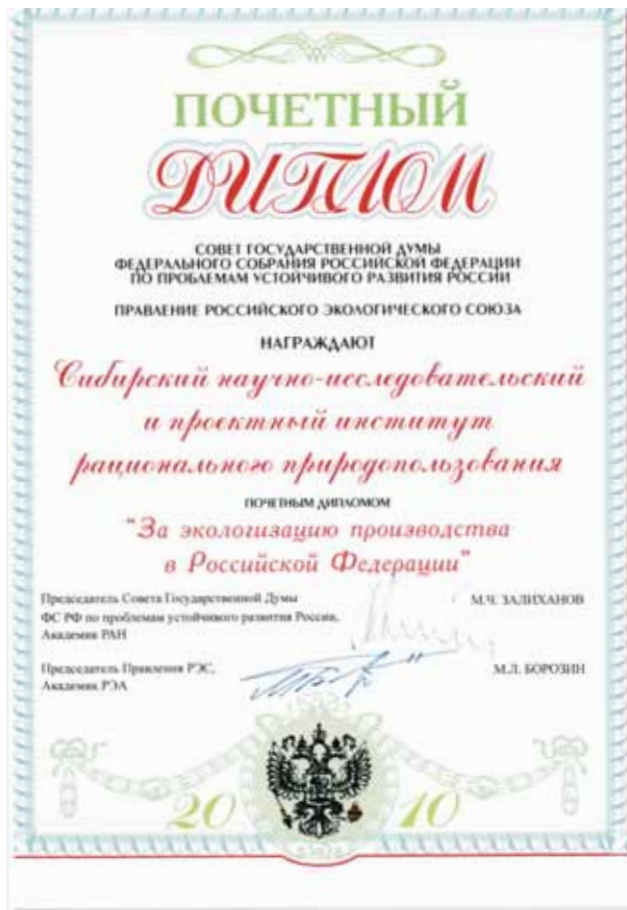 ПОЧЕТНЫЙ
ДИПЛОМ
СОВЕТ ГОСУДАРСТВЕННОЙ ДУМЫ
ФЕДЕРАЛЬНОГО СОБРАНИЯ РОССИЙСКОЙ ФЕДЕРАЦИИ
ПО ПРОБЛЕМАМ УСТОЙЧИВОГО РАЗВИТИЯ РОССИИ
ПРАВЛЕНИЕ РОССИЙСКОГО ЭКОЛОГИЧЕСКОГО СОЮЗА
НАГРАЖДАЮТ
Сибирский научно-исследовательский
и проектный институт
рационального природопользования
ПОЧЕТНЫМ ДИПЛОМОМ
"За экологизацию производства
в Российской Федерации"
Председатель Совета Государственной Думы М.Ч. ЗАЛИХАНОВ
ФС РФ по проблемам устойчивого развития России,
Академик РАН
Председатель Правления РЭС, М.Л. БОРОЗИН
Академик РЭА
2010